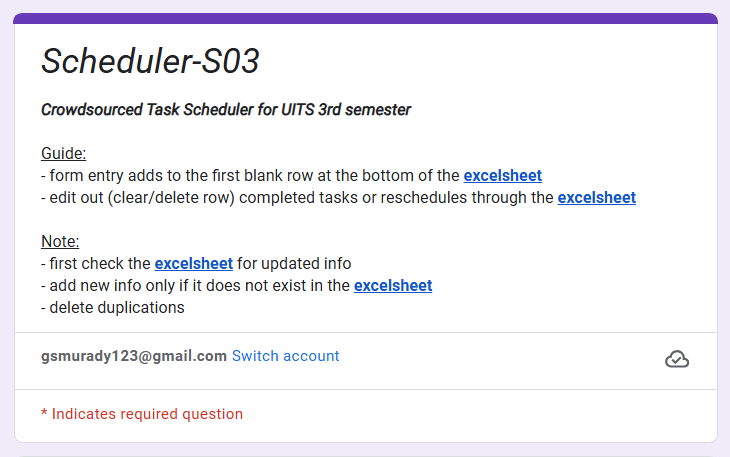 Scheduler-S03
Crowdsourced Task Scheduler for UITS 3rd semester
Guide:
- form entry adds to the first blank row at the bottom of the excelsheet
- edit out (clear/delete row) completed tasks or reschedules through the excelsheet
Note:
- first check the excelsheet for updated info
- add new info only if it does not exist in the excelsheet
- delete duplications
gsmurady123@gmail.com Switch account
* Indicates required question